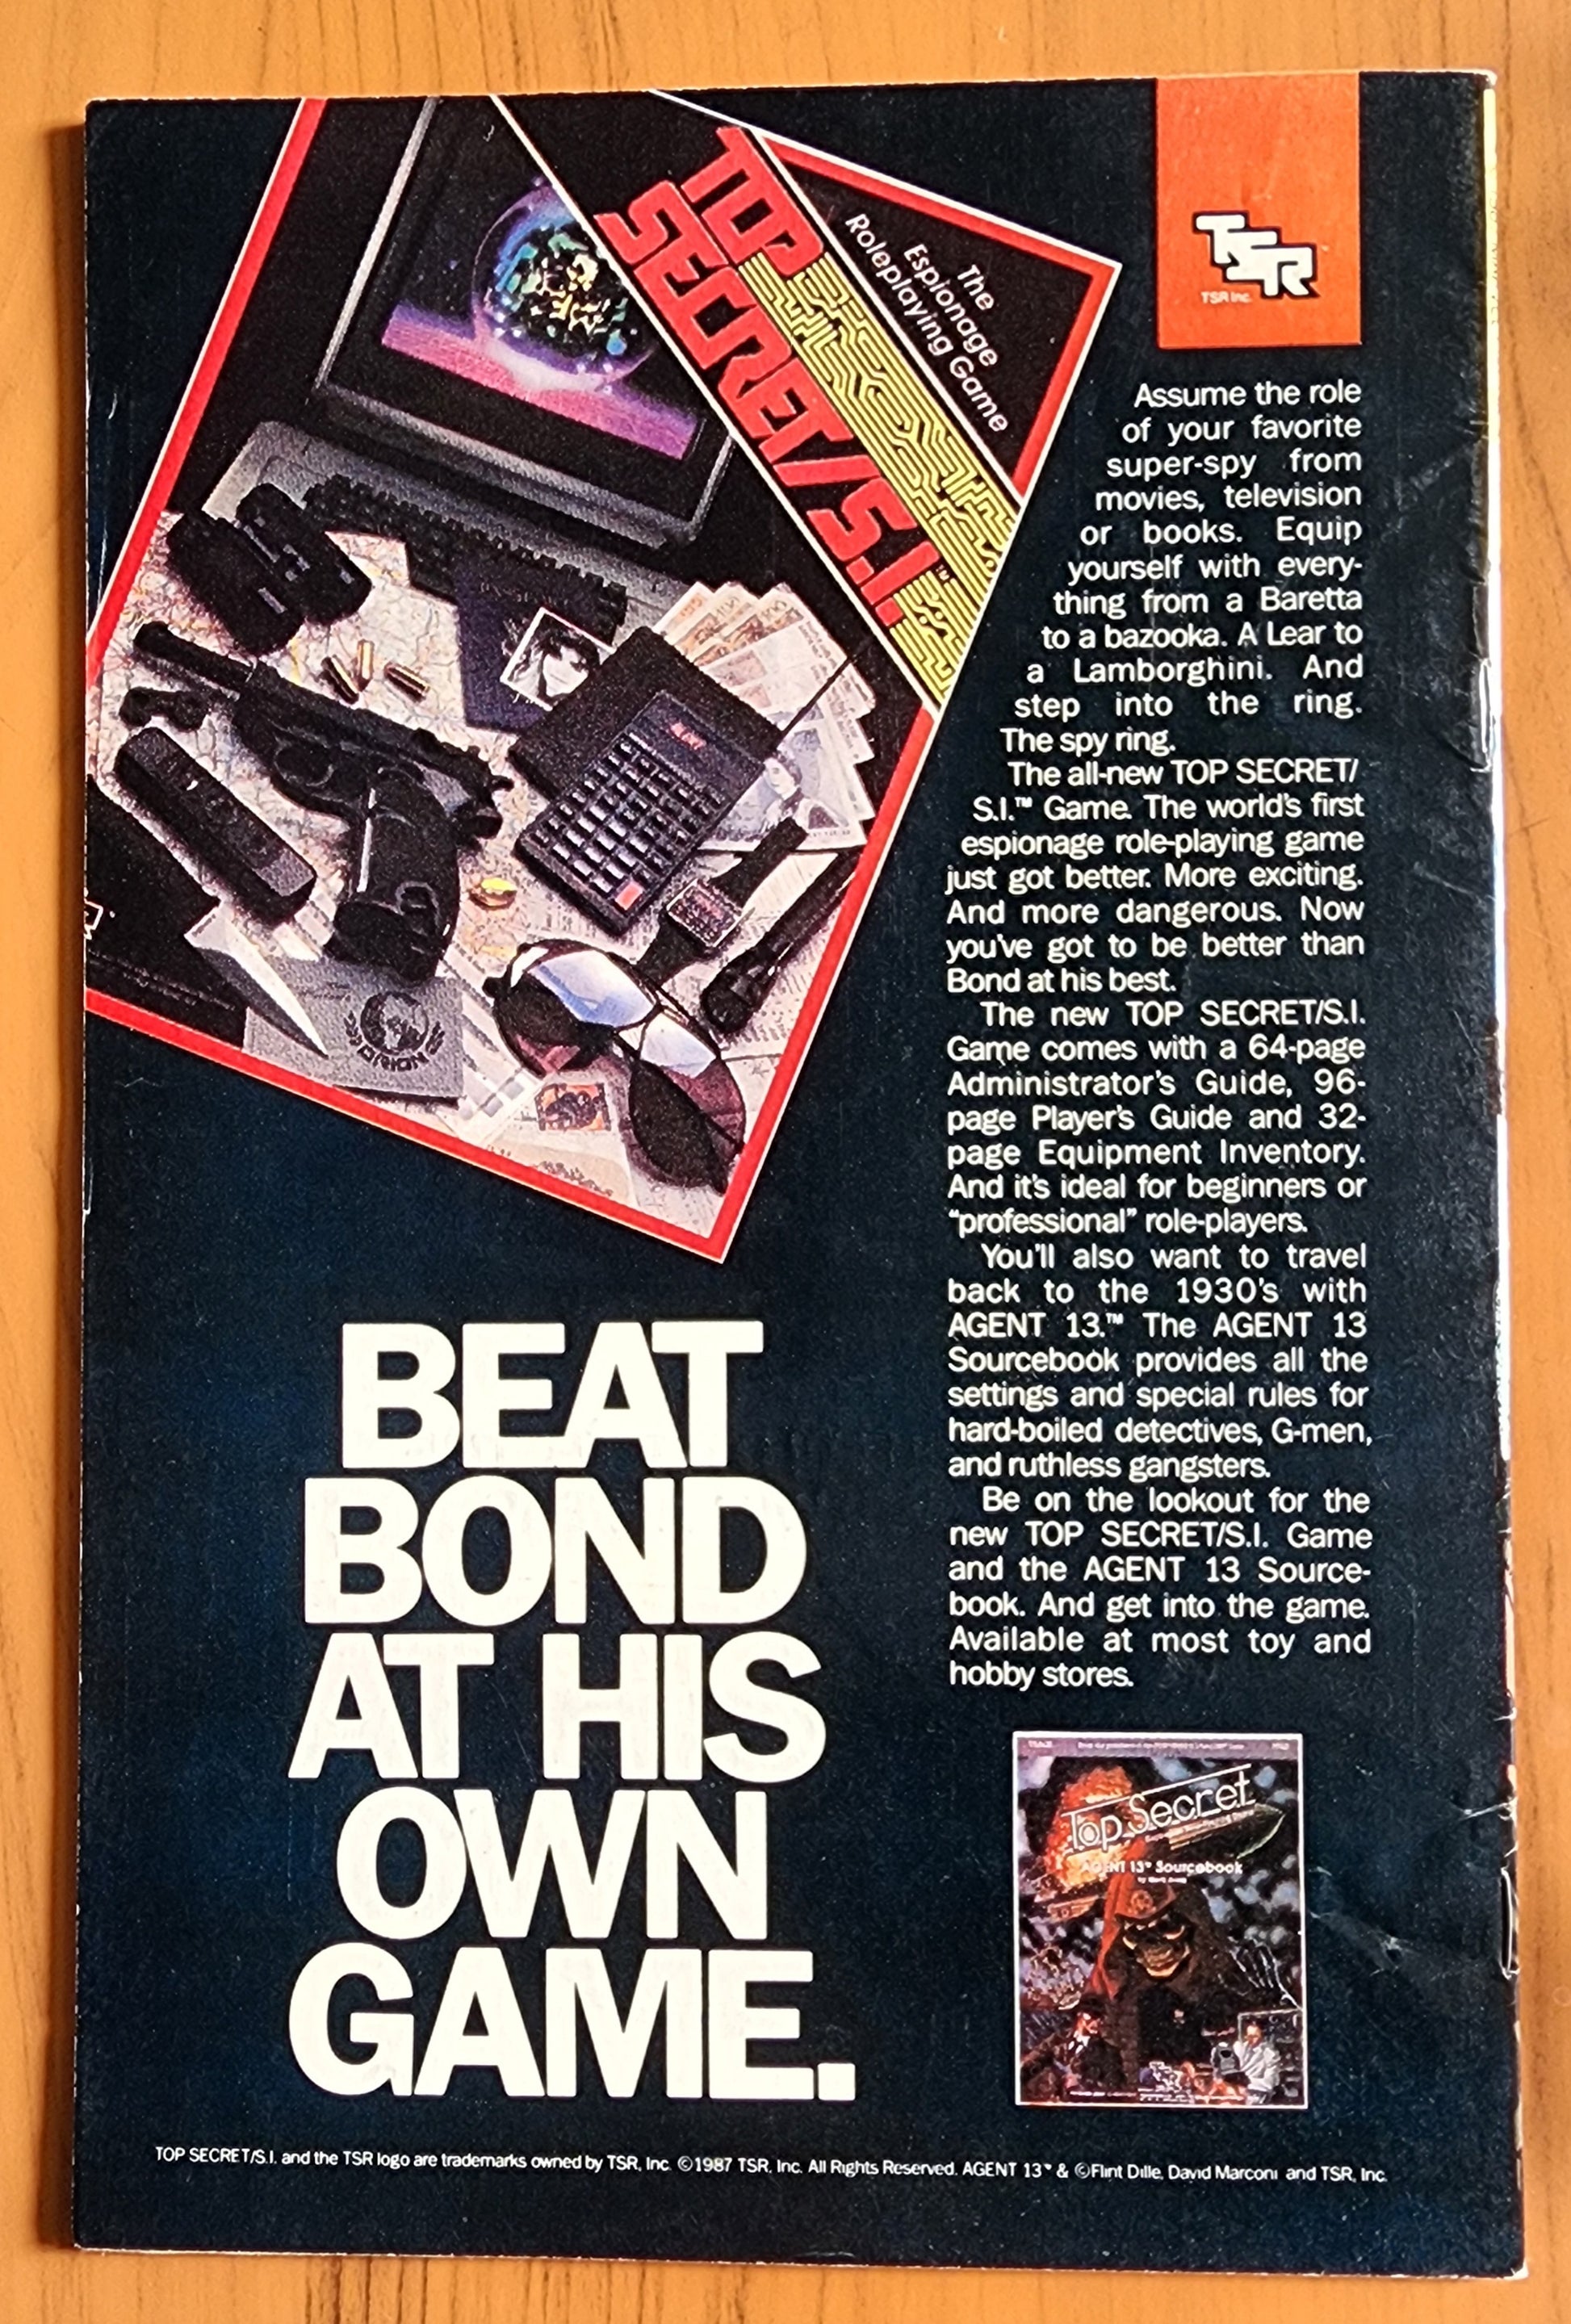 TOP
SECRET/S.I.™
The
Espionage
Roleplaying Game
TSR
TSR Inc.
ORION
Assume the role
of your favorite
super-spy from
movies, television
or books. Equip
yourself with every-
thing from a Baretta
to a bazooka. A Lear to
a Lamborghini. And
step into the ring.
The spy ring.
The all-new TOP SECRET/
S.I.™ Game. The world's first
espionage role-playing game
just got better. More exciting.
And more dangerous. Now
you've got to be better than
Bond at his best.
The new TOP SECRET/S.I.
Game comes with a 64-page
Administrator's Guide, 96-
page Player's Guide and 32-
page Equipment Inventory.
And it's ideal for beginners or
"professional" role-players.
You'll also want to travel
back to the 1930's with
AGENT 13.™ The AGENT 13
Sourcebook provides all the
settings and special rules for
hard-boiled detectives, G-men,
and ruthless gangsters.
Be on the lookout for the
new TOP SECRET/S.I. Game
and the AGENT 13 Source-
book. And get into the game.
Available at most toy and
hobby stores.
BEAT
BOND
AT HIS
OWN
GAME.
Top Secret
AGENT 13™ Sourcebook
TOP SECRET/S.I. and the TSR logo are trademarks owned by TSR, Inc. ©1987 TSR, Inc. All Rights Reserved. AGENT 13™ & ©Flint Dille, David Marconi and TSR, Inc.